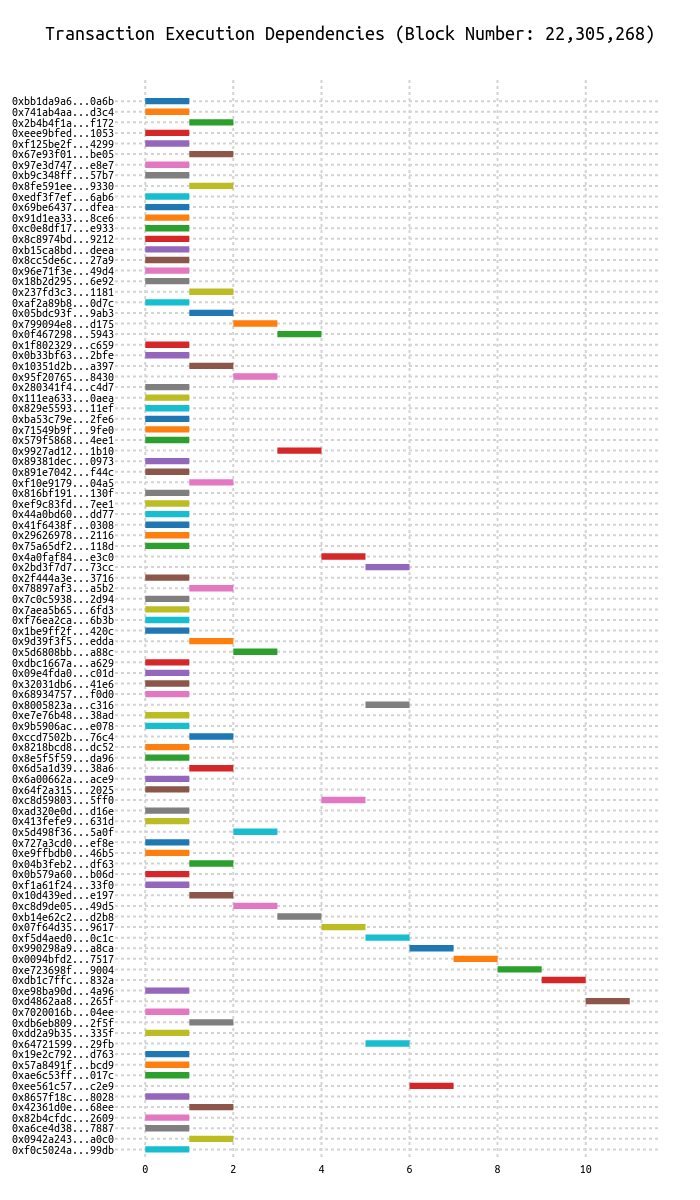 Transaction Execution Dependencies (Block Number: 22,305,268)
0xbb1da9a6...0a6b
0x741ab4aa...d3c4
0x2b4b4f1a...f172
0xeee9bfed...1053
0xf125be2f...4299
0x67e93f01...be05
0x97e3d747...e8e7
0xb9c348ff...57b7
0x8fe591ee...9330
0xedf3f7ef...6ab6
0x69be6437...dfea
0x91d1ea33...8ce6
0xc0e8df17...e933
0x8c8974bd...9212
0xb15ca8bd...deea
0x8cc5de6c...27a9
0x96e71f3e...49d4
0x18b2d295...6e92
0x237fd3c3...1181
0xaf2a89b8...0d7c
0x05bdc93f...9ab3
0x799094e8...d175
0x0f467298...5943
0x1f802329...c659
0x0b33bf63...2bfe
0x10351d2b...a397
0x95f20765...8430
0x280341f4...c4d7
0x111ea633...0aea
0x829e5593...11ef
0xba53c79e...2fe6
0x71549b9f...9fe0
0x579f5868...4ee1
0x9927ad12...1b10
0x89381dec...0973
0x891e7042...f44c
0xf10e9179...04a5
0x816bf191...130f
0xef9c83fd...7ee1
0x44a0bd60...dd77
0x41f6438f...0308
0x29626978...2116
0x75a65df2...118d
0x4a0faf84...e3c0
0x2bd3f7d7...73cc
0x2f444a3e...3716
0x78897af3...a5b2
0x7c0c5938...2d94
0x7aea5b65...6fd3
0xf76ea2ca...6b3b
0x1be9ff2f...420c
0x9d39f3f5...edda
0x5d6808bb...a88c
0xdbc1667a...a629
0x09e4fda0...c01d
0x32031db6...41e6
0x68934757...f0d0
0x8005823a...c316
0xe7e76b48...38ad
0x9b5906ac...e078
0xccd7502b...76c4
0x8218bcd8...dc52
0x8e5f5f59...da96
0x6d5a1d39...38a6
0x6a00662a...ace9
0x64f2a315...2025
0xc8d59803...5ff0
0xad320e0d...d16e
0x413fefe9...631d
0x5d498f36...5a0f
0x727a3cd0...ef8e
0xe9ffbdb0...46b5
0x04b3feb2...df63
0x0b579a60...b06d
0xf1a61f24...33f0
0x10d439ed...e197
0xc8d9de05...49d5
0xb14e62c2...d2b8
0x07f64d35...9617
0xf5d4aed0...0c1c
0x990298a9...a8ca
0x0094bfd2...7517
0xe723698f...9004
0xdb1c7ffc...832a
0xe98ba90d...4a96
0xd4862aa8...265f
0x7020016b...04ee
0xdb6eb809...2f5f
0xdd2a9b35...335f
0x64721599...29fb
0x19e2c792...d763
0x57a8491f...bcd9
0xae6c53ff...017c
0xee561c57...c2e9
0x8657f18c...8028
0x42361d0e...68ee
0x82b4cfdc...2609
0xa6ce4d38...7887
0x0942a243...a0c0
0xf0c5024a...99db
0 2 4 6 8 10